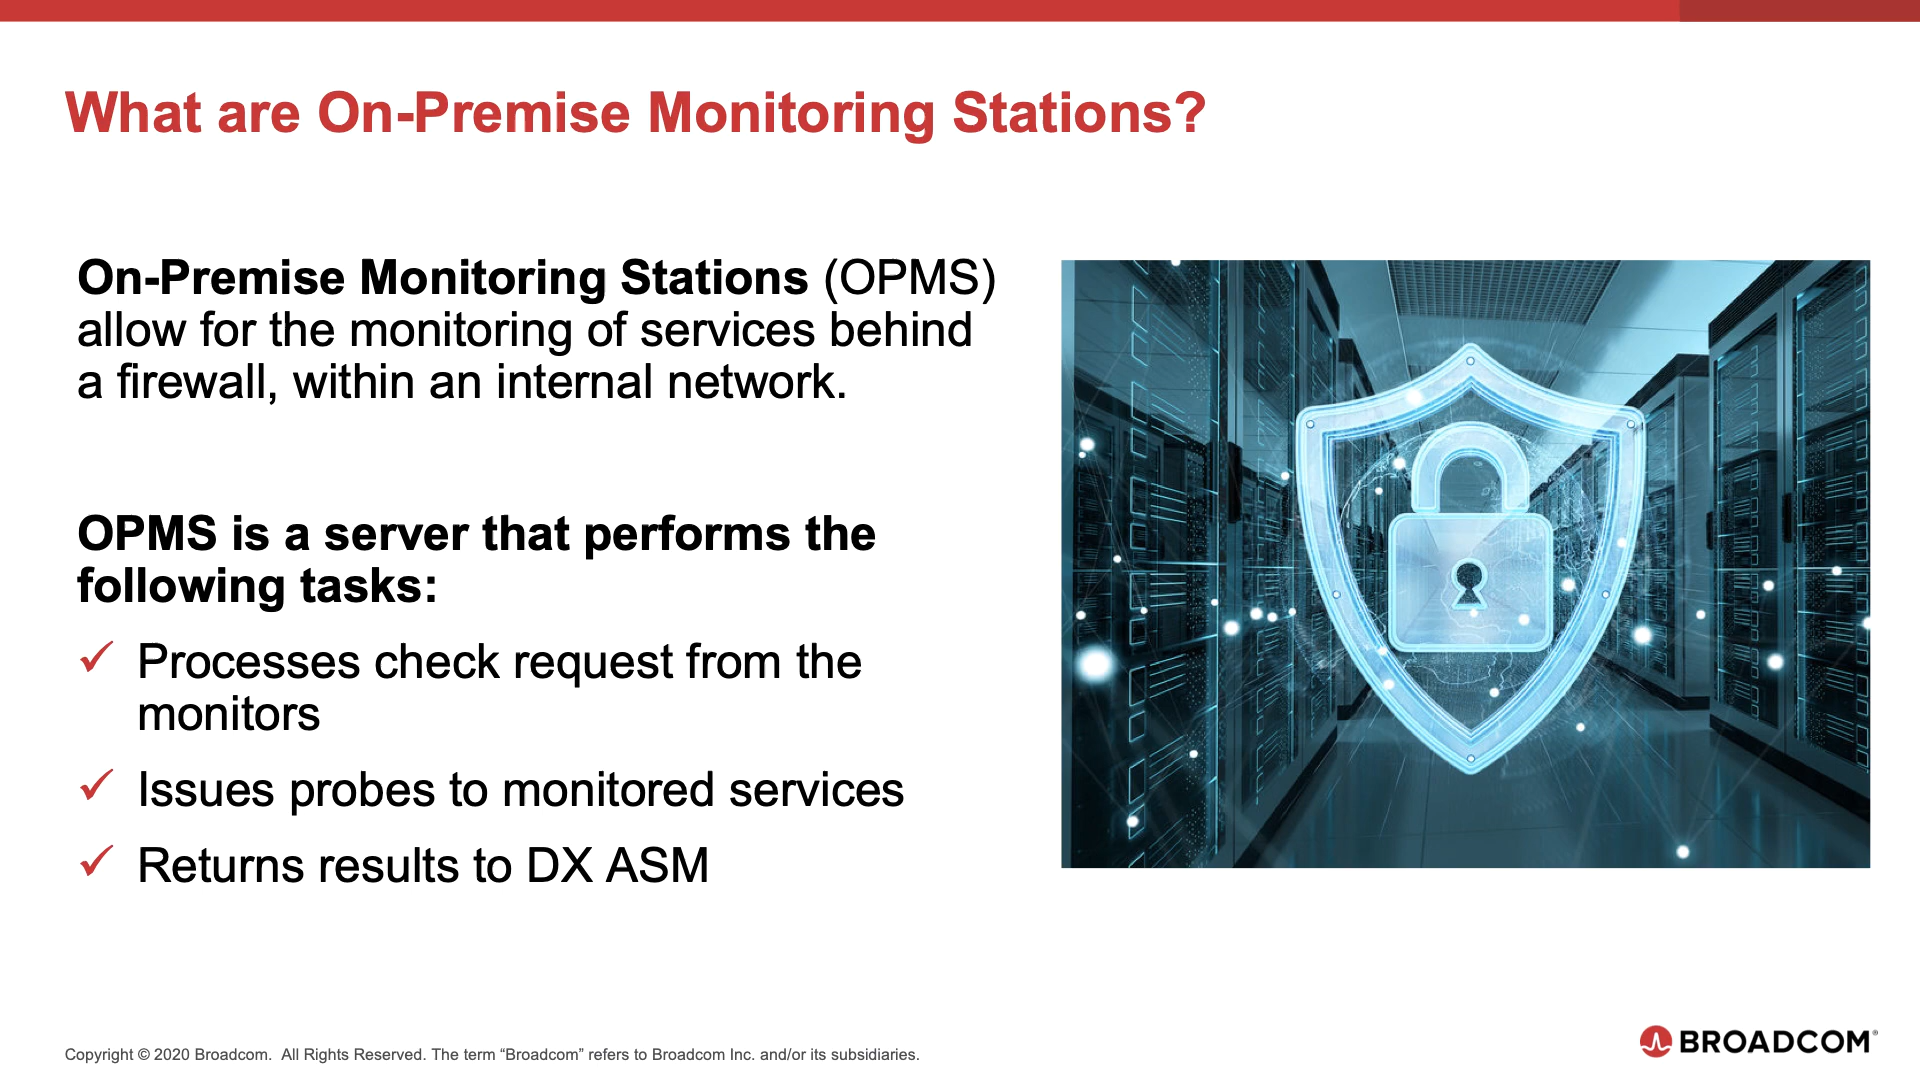 What are On-Premise Monitoring Stations?
On-Premise Monitoring Stations (OPMS)
allow for the monitoring of services behind
a firewall, within an internal network.
OPMS is a server that performs the
following tasks:
✓ Processes check request from the
monitors
✓ Issues probes to monitored services
✓ Returns results to DX ASM
Copyright © 2020 Broadcom.  All Rights Reserved. The term “Broadcom” refers to Broadcom Inc. and/or its subsidiaries.
BROADCOM®